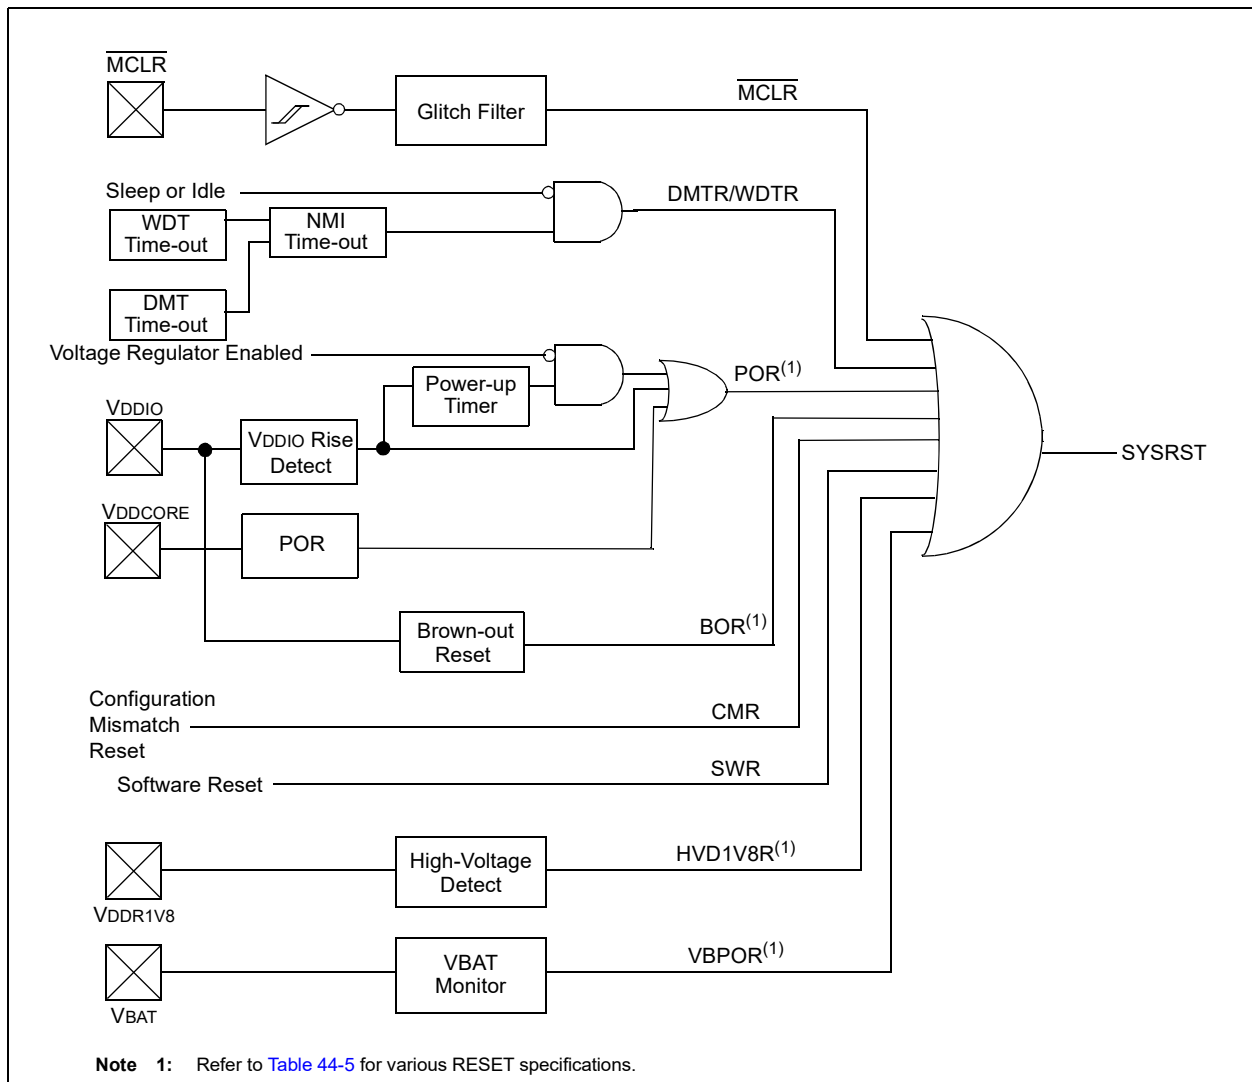 MCLR
Glitch Filter
MCLR
Sleep or Idle
DMTR/WDTR
WDT
Time-out
NMI
Time-out
DMT
Time-out
Voltage Regulator Enabled
Power-up
Timer
POR(1)
VDDIO
VDDIO Rise
Detect
SYSRST
VDDCORE
POR
Brown-out
Reset
BOR(1)
Configuration
Mismatch
Reset
CMR
Software Reset
SWR
High-Voltage
Detect
HVD1V8R(1)
VDDR1V8
VBAT
Monitor
VBPOR(1)
VBAT
Note 1: Refer to Table 44-5 for various RESET specifications.